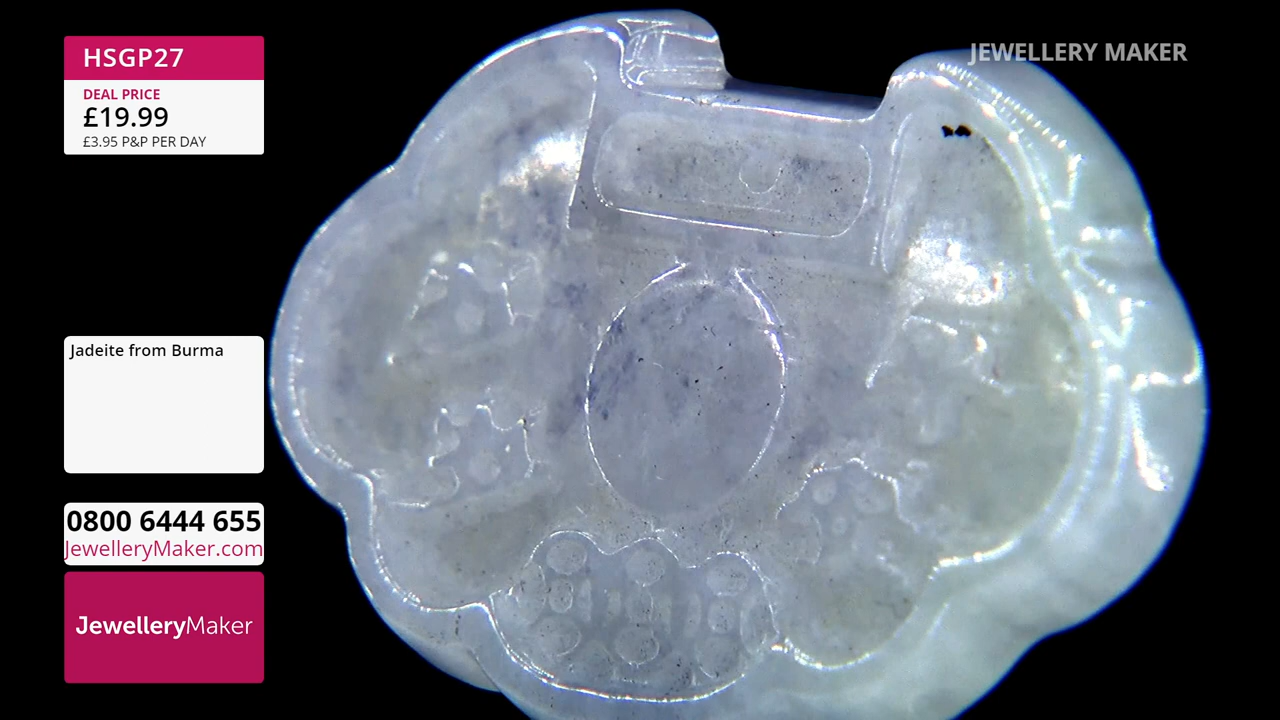 HSGP27
DEAL PRICE
£19.99
£3.95 P&P PER DAY
JEWELLERY MAKER
Jadeite from Burma
0800 6444 655
JewelleryMaker.com
JewelleryMaker